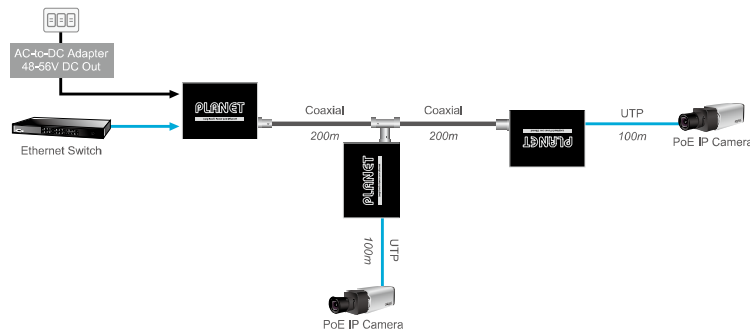 AC-to-DC Adapter
48-56V DC Out
Ethernet Switch
PLANET
Coaxial
200m
Coaxial
200m
PLANET
UTP
100m
PoE IP Camera
PLANET
UTP
100m
PoE IP Camera